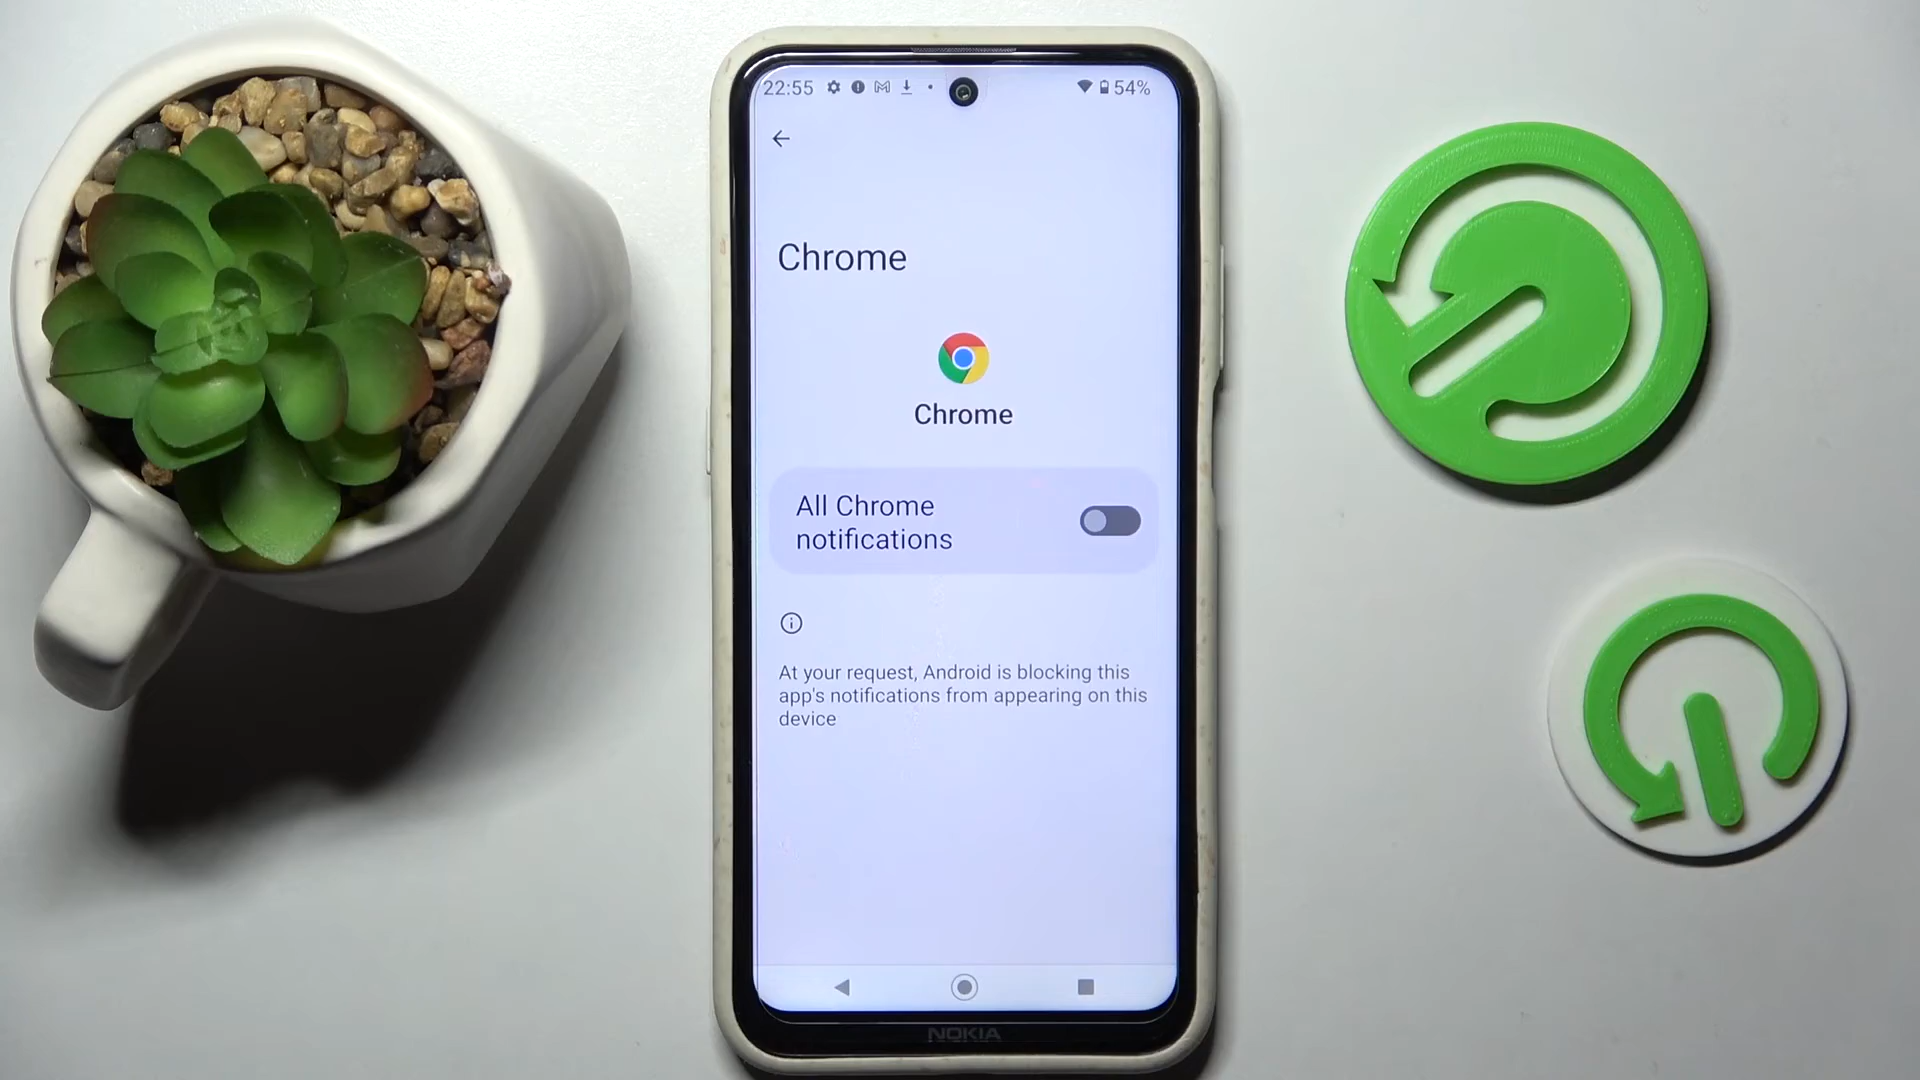 22:55
54%
Chrome
Chrome
All Chrome
notifications
At your request, Android is blocking this
app's notifications from appearing on this
device
NOKIA